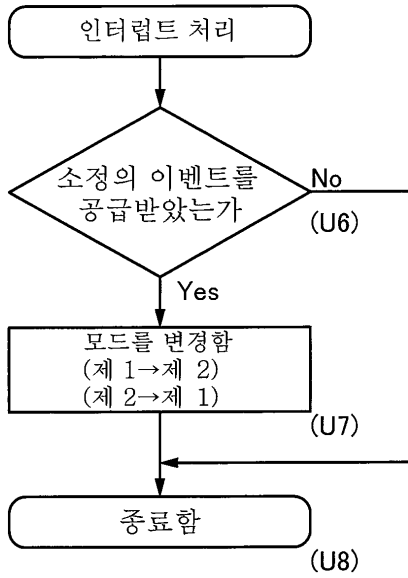 인터럽트 처리
소정의 이벤트를
공급받았는가
No
(U6)
Yes
모드를 변경함
(제 1→제 2)
(제 2→제 1)
(U7)
종료함
(U8)